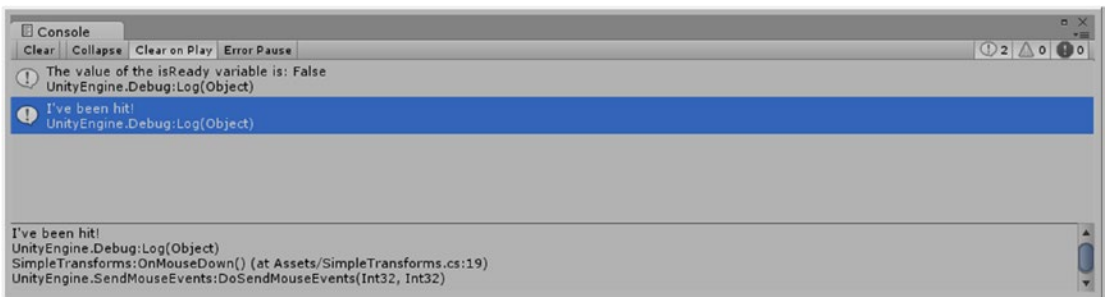 Console
Clear Collapse Clear on Play Error Pause 2 0 0
The value of the isReady variable is: False
UnityEngine.Debug:Log(Object)
I've been hit!
UnityEngine.Debug:Log(Object)
I've been hit!
UnityEngine.Debug:Log(Object)
SimpleTransforms:OnMouseDown() (at Assets/SimpleTransforms.cs:19)
UnityEngine.SendMouseEvents:DoSendMouseEvents(Int32, Int32)